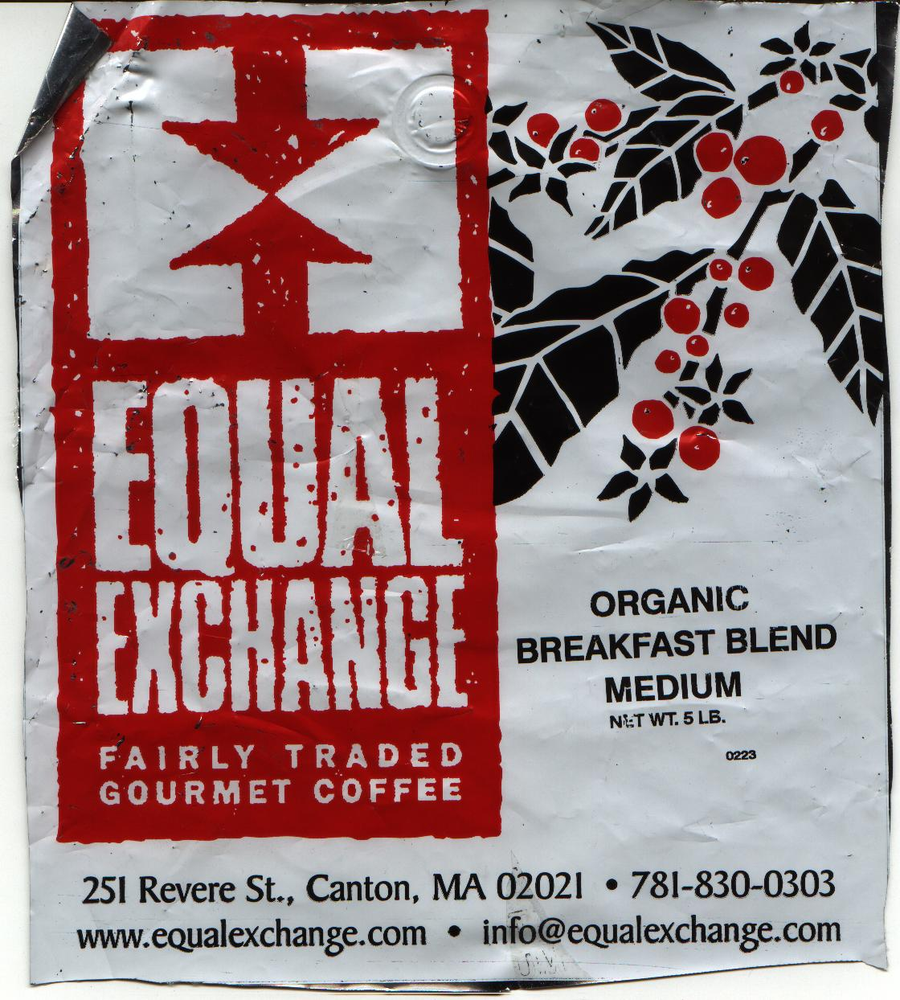 EQUAL
EXCHANGE
FAIRLY TRADED
GOURMET COFFEE
ORGANIC
BREAKFAST BLEND
MEDIUM
NET WT. 5 LB.
0223
251 Revere St., Canton, MA 02021 • 781-830-0303
www.equalexchange.com • info@equalexchange.com